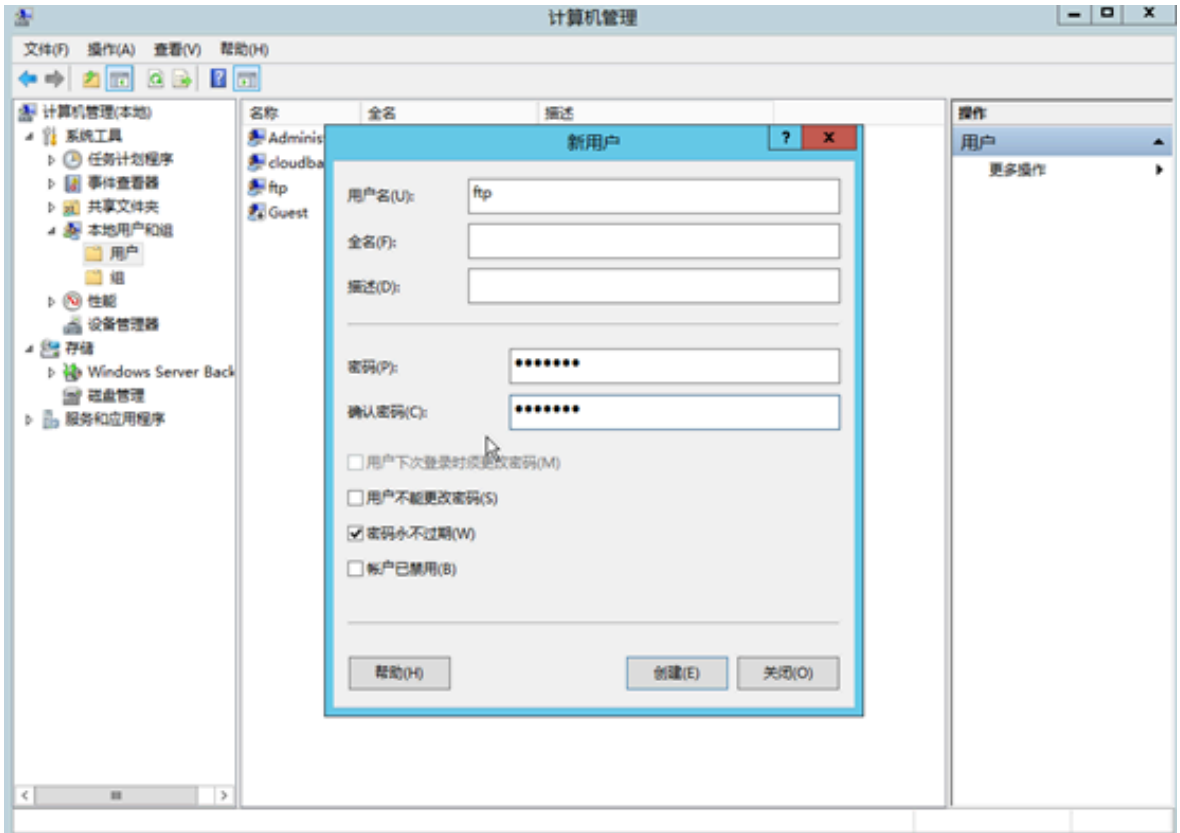 计算机管理
文件(F) 操作(A) 查看(V) 帮助(H)
计算机管理(本地)
系统工具
任务计划程序
事件查看器
共享文件夹
本地用户和组
用户
组
性能
设备管理器
存储
Windows Server Back
磁盘管理
服务和应用程序
名称 全名 描述
Adminis
cloudba
ftp
Guest
新用户
用户名(U): ftp
全名(F):
描述(D):
密码(P): •••••••
确认密码(C): •••••••
用户下次登录时须更改密码(M)
用户不能更改密码(S)
密码永不过期(W)
帐户已禁用(B)
帮助(H) 创建(E) 关闭(O)
操作
用户
更多操作